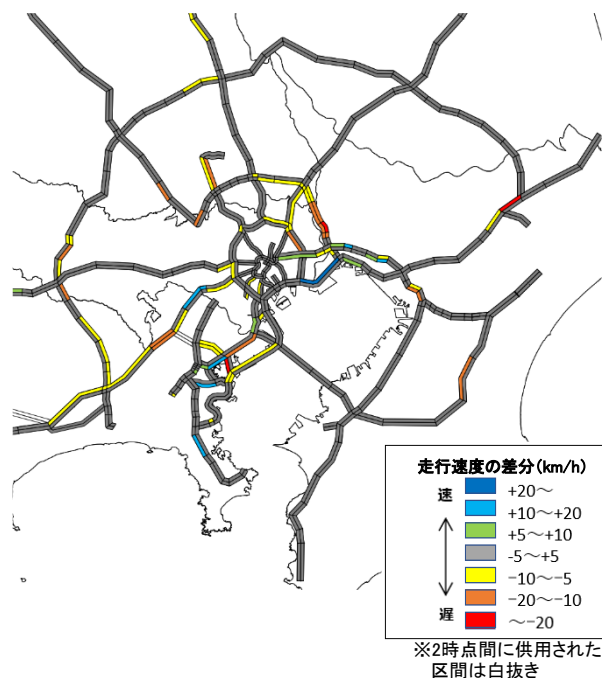 走行速度の差分(km/h)
速
+20～
+10～+20
+5～+10
-5～+5
-10～-5
-20～-10
遅
～-20
※2時点間に供用された
区間は白抜き